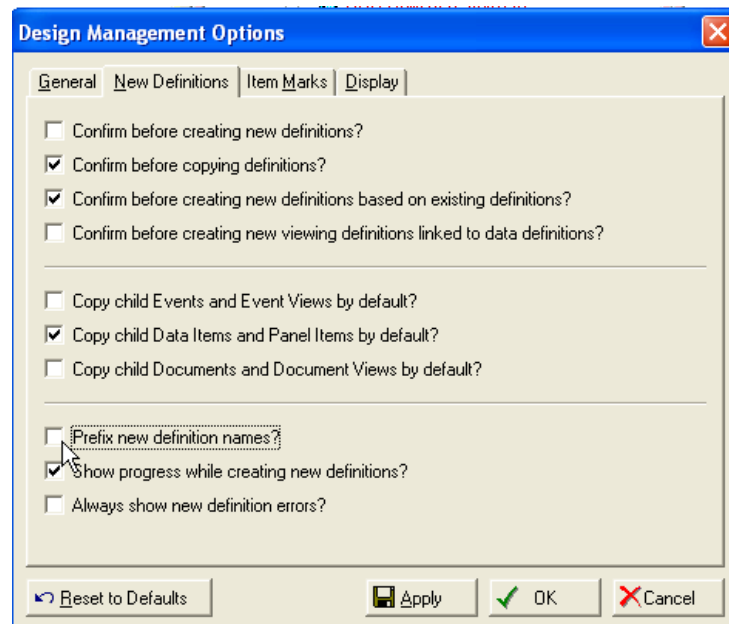 Design Management Options
General New Definitions Item Marks Display
Confirm before creating new definitions?
Confirm before copying definitions?
Confirm before creating new definitions based on existing definitions?
Confirm before creating new viewing definitions linked to data definitions?
Copy child Events and Event Views by default?
Copy child Data Items and Panel Items by default?
Copy child Documents and Document Views by default?
Prefix new definition names?
Show progress while creating new definitions?
Always show new definition errors?
Reset to Defaults Apply OK Cancel